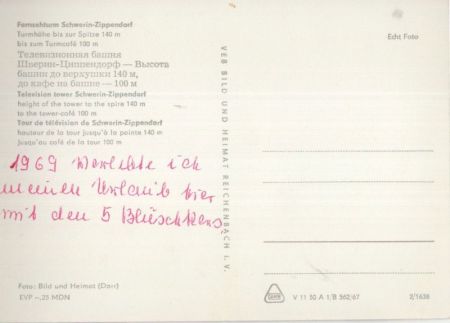 Fernsehturm Schwerin-Zippendorf
Turmhöhe bis zur Spitze 140 m
bis zum Turmcafé 100 m
Телевизионная башня
Шверин-Циппендорф — Высота
башни до верхушки 140 м,
до кафе на башне — 100 м
Television tower Schwerin-Zippendorf
height of the tower to the spire 140 m
to the tower-café 100 m
Tour de télévision de Schwerin-Zippendorf
hauteur de la tour jusqu'à la pointe 140 m
jusqu'au café de la tour 100 m
1969 verlebte ich
meinen Urlaub hier
mit den 5
Foto: Bild und Heimat (Darr)
EVP –,25 MDN
VEB BILD UND HEIMAT REICHENBACH i. V.
Echt Foto
V 11 50 A 1/B 562/67
2/1638